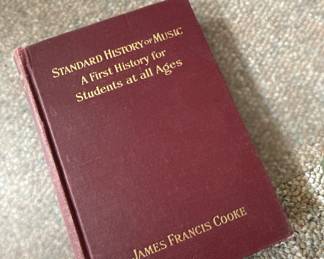 Standard History of Music
A First History for
Students at all Ages
James Francis Cooke